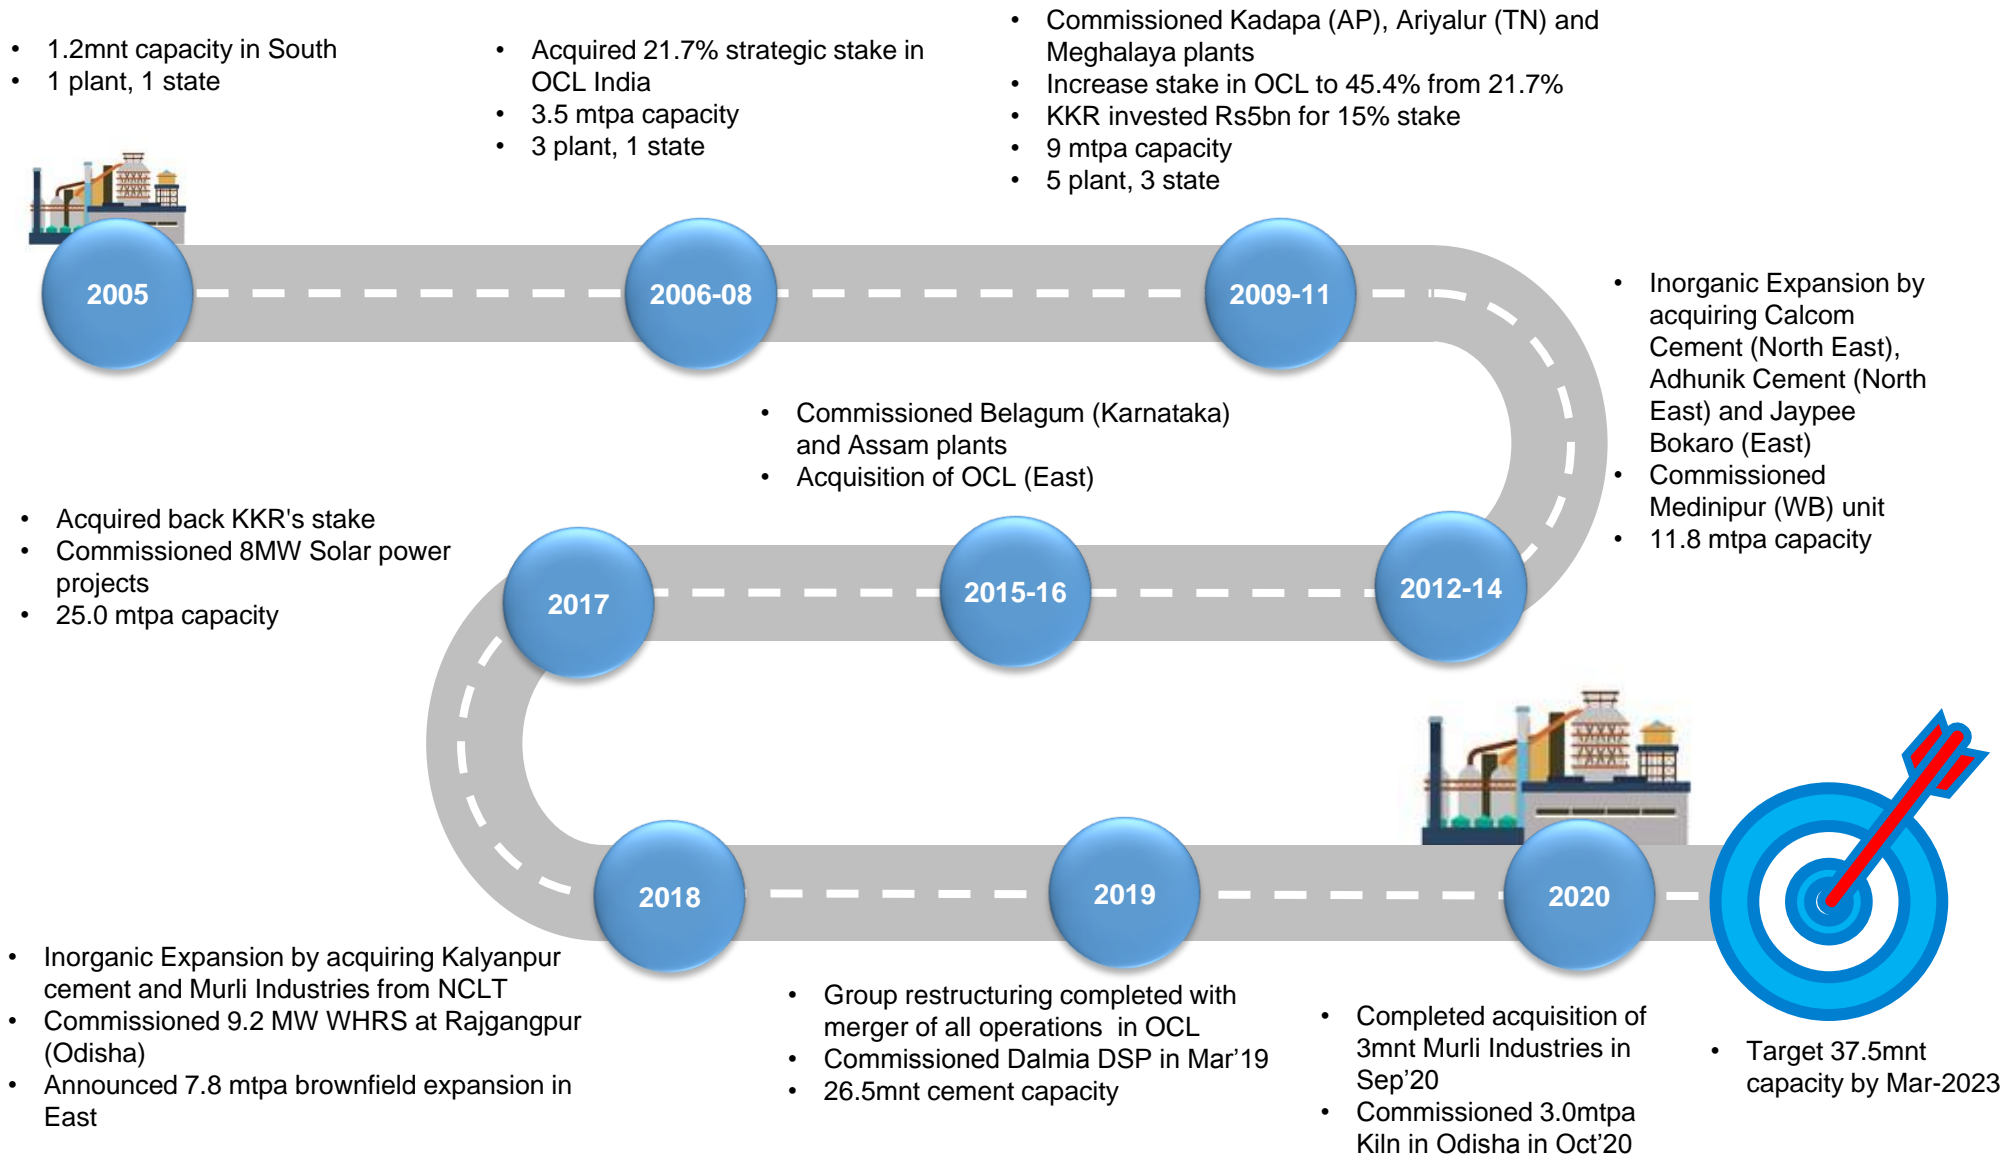 • 1.2mnt capacity in South
• 1 plant, 1 state
• Acquired 21.7% strategic stake in
OCL India
• 3.5 mtpa capacity
• 3 plant, 1 state
• Commissioned Kadapa (AP), Ariyalur (TN) and
Meghalaya plants
• Increase stake in OCL to 45.4% from 21.7%
• KKR invested Rs5bn for 15% stake
• 9 mtpa capacity
• 5 plant, 3 state
2005
2006-08
2009-11
• Inorganic Expansion by
acquiring Calcom
Cement (North East),
Adhunik Cement (North
East) and Jaypee
Bokaro (East)
• Commissioned
Medinipur (WB) unit
• 11.8 mtpa capacity
• Commissioned Belagum (Karnataka)
and Assam plants
• Acquisition of OCL (East)
• Acquired back KKR's stake
• Commissioned 8MW Solar power
projects
• 25.0 mtpa capacity
2017
2015-16
2012-14
2018
2019
2020
• Inorganic Expansion by acquiring Kalyanpur
cement and Murli Industries from NCLT
• Commissioned 9.2 MW WHRS at Rajgangpur
(Odisha)
• Announced 7.8 mtpa brownfield expansion in
East
• Group restructuring completed with
merger of all operations in OCL
• Commissioned Dalmia DSP in Mar’19
• 26.5mnt cement capacity
• Completed acquisition of
3mnt Murli Industries in
Sep’20
• Commissioned 3.0mtpa
Kiln in Odisha in Oct’20
• Target 37.5mnt
capacity by Mar-2023